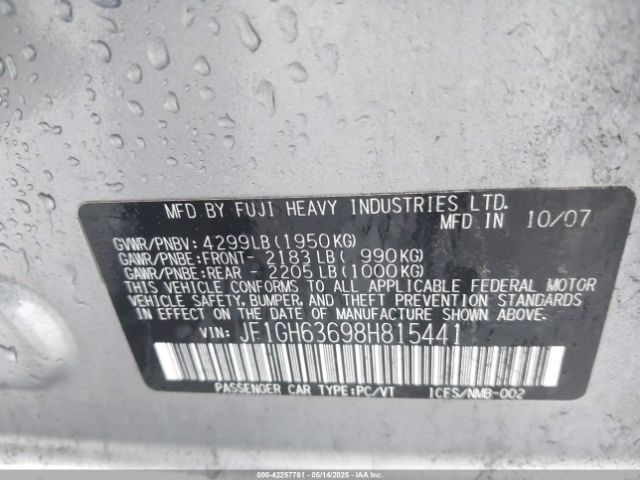 MFD BY FUJI HEAVY INDUSTRIES LTD.
MFD IN 10/07
GVWR/PNBV: 4299LB(1950KG)
GAWR/PNBE:FRONT- 2183LB( 990KG)
GAWR/PNBE:REAR - 2205LB(1000KG)
THIS VEHICLE CONFORMS TO ALL APPLICABLE FEDERAL MOTOR
VEHICLE SAFETY, BUMPER, AND THEFT PREVENTION STANDARDS
IN EFFECT ON THE DATE OF MANUFACTURE SHOWN ABOVE.
VIN: JF1GH63698H815441
PASSENGER CAR TYPE:PC/VT 1CFS/NMB-002
000-42257761 - 05/14/2025 - IAAI.COM